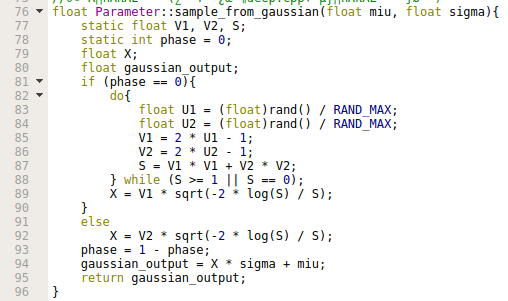 76 float Parameter::sample_from_gaussian(float miu, float sigma){
77 static float V1, V2, S;
78 static int phase = 0;
79 float X;
80 float gaussian_output;
81 if (phase == 0){
82 do{
83 float U1 = (float)rand() / RAND_MAX;
84 float U2 = (float)rand() / RAND_MAX;
85 V1 = 2 * U1 - 1;
86 V2 = 2 * U2 - 1;
87 S = V1 * V1 + V2 * V2;
88 } while (S >= 1 || S == 0);
89 X = V1 * sqrt(-2 * log(S) / S);
90 }
91 else
92 X = V2 * sqrt(-2 * log(S) / S);
93 phase = 1 - phase;
94 gaussian_output = X * sigma + miu;
95 return gaussian_output;
96 }